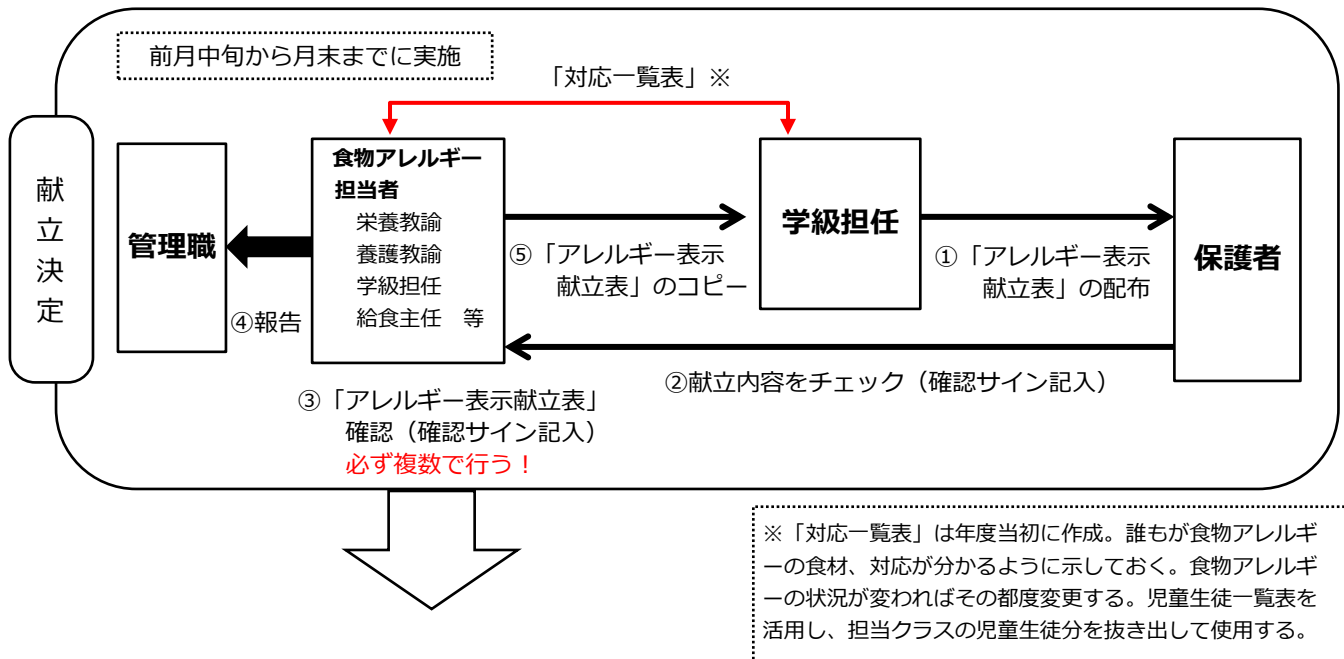 前月中旬から月末までに実施
「対応一覧表」※
献立決定
管理職
食物アレルギー
担当者
栄養教諭
養護教諭
学級担任
給食主任　等
学級担任
保護者
⑤「アレルギー表示
献立表」のコピー
①「アレルギー表示
献立表」の配布
④報告
②献立内容をチェック（確認サイン記入）
③「アレルギー表示献立表」
確認（確認サイン記入）
必ず複数で行う！
※「対応一覧表」は年度当初に作成。誰もが食物アレルギ
ーの食材、対応が分かるように示しておく。食物アレルギ
ーの状況が変わればその都度変更する。児童生徒一覧表を
活用し、担当クラスの児童生徒分を抜き出して使用する。